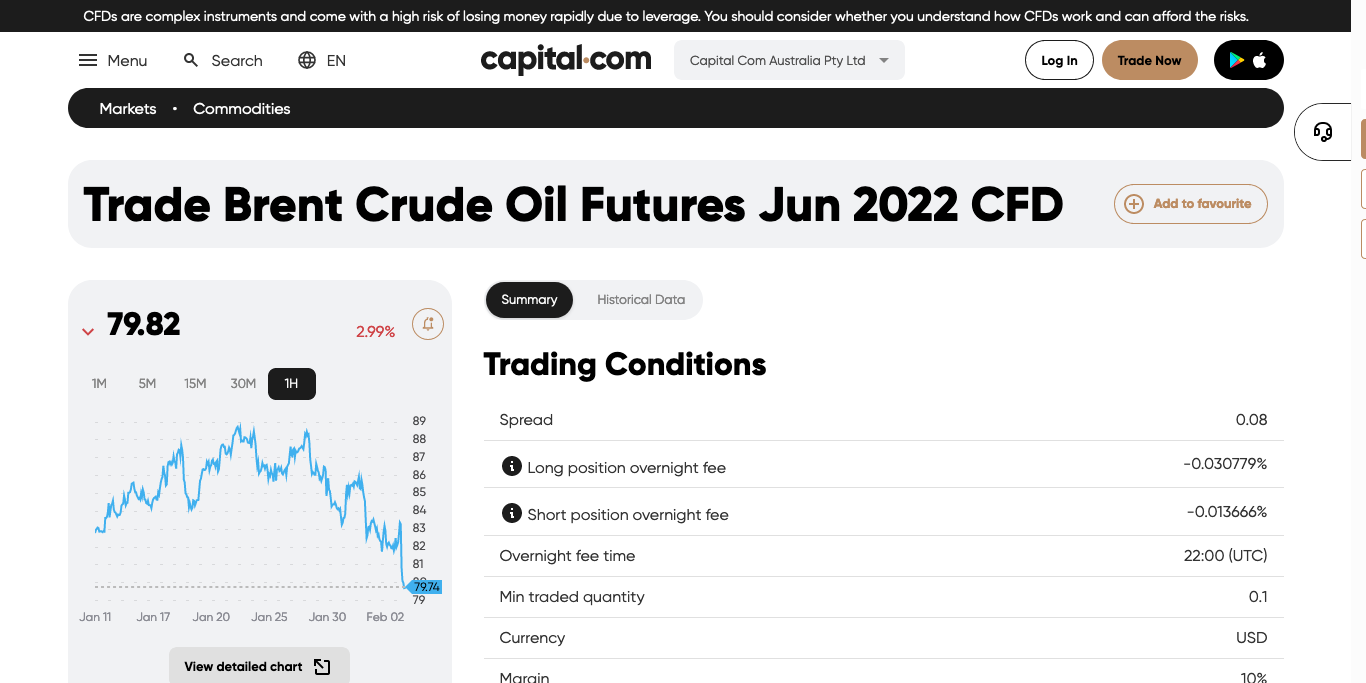 CFDs are complex instruments and come with a high risk of losing money rapidly due to leverage. You should consider whether you understand how CFDs work and can afford the risks.
Menu Search EN capital.com Capital Com Australia Pty Ltd Log In Trade Now
Markets • Commodities
Trade Brent Crude Oil Futures Jun 2022 CFD Add to favourite
79.82 2.99%
1M 5M 15M 30M 1H
89
88
87
86
85
84
83
82
81
79.74
79
Jan 11 Jan 17 Jan 20 Jan 25 Jan 30 Feb 02
View detailed chart
Summary Historical Data
Trading Conditions
Spread 0.08
Long position overnight fee -0.030779%
Short position overnight fee -0.013666%
Overnight fee time 22:00 (UTC)
Min traded quantity 0.1
Currency USD
Margin 10%